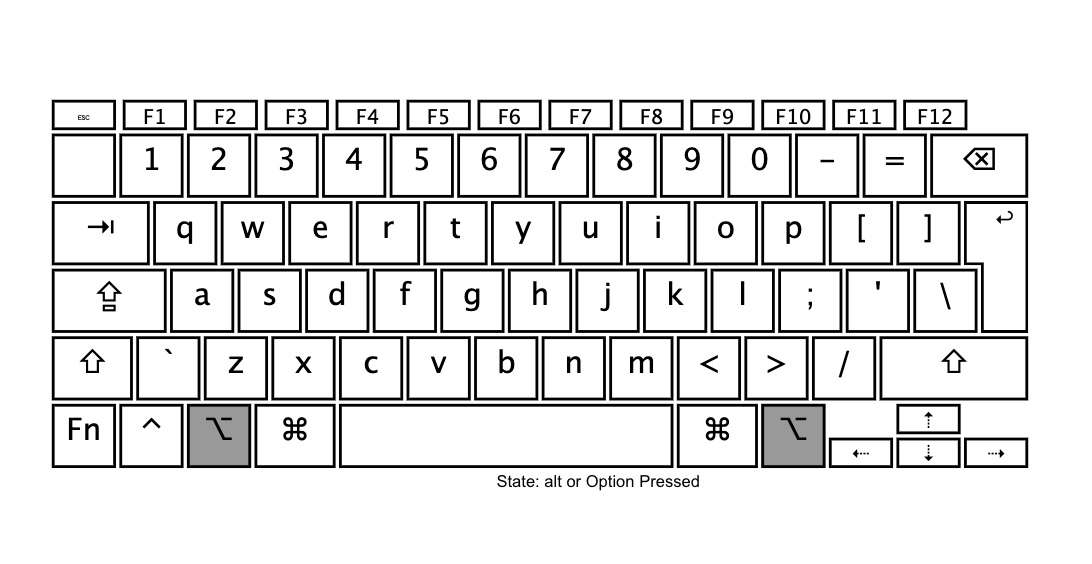 ESC F1 F2 F3 F4 F5 F6 F7 F8 F9 F10 F11 F12
1 2 3 4 5 6 7 8 9 0 - = ⌫
⇥ q w e r t y u i o p [ ] ↩
⇪ a s d f g h j k l ; ' \
⇧ ` z x c v b n m < > / ⇧
Fn ^ ⌥ ⌘ ⌘ ⌥ ⇠ ⇡ ⇣ ⇢
State: alt or Option Pressed